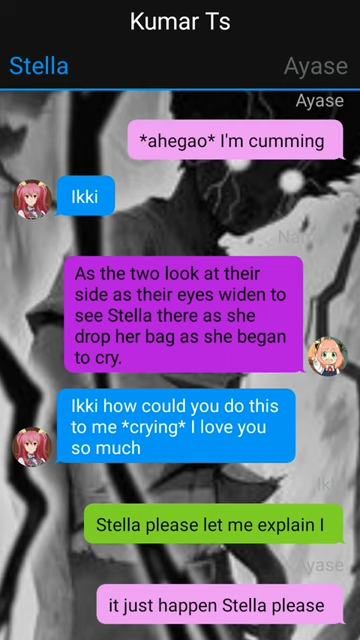 Kumar Ts
Stella
Ayase
Ayase
*ahegao* I'm cumming
Ikki
As the two look at their
side as their eyes widen to
see Stella there as she
drop her bag as she began
to cry.
Ikki how could you do this
to me *crying* I love you
so much
Stella please let me explain I
Ayase
it just happen Stella please